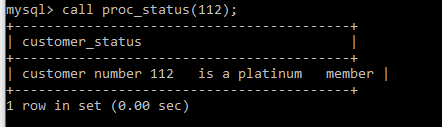 mysql> call proc_status(112);
+---------------------------------------+
| customer_status                       |
+---------------------------------------+
| customer number 112   is a platinum   member |
+---------------------------------------+
1 row in set (0.00 sec)